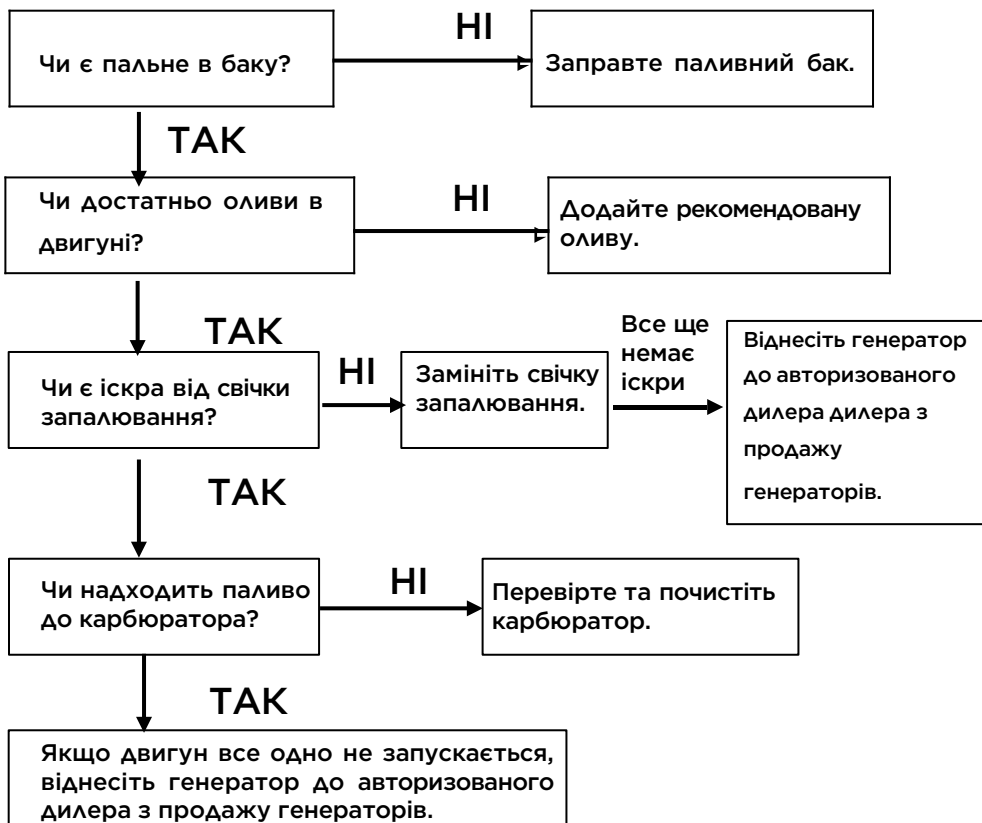 Чи є пальне в баку?
НІ
Заправте паливний бак.
ТАК
Чи достатньо оливи в
двигуні?
НІ
Додайте рекомендовану
оливу.
ТАК
Чи є іскра від свічки
запалювання?
НІ
Замініть свічку
запалювання.
Все ще
немає
іскри
Віднесіть генератор
до авторизованого
дилера дилера з
продажу
генераторів.
ТАК
Чи надходить паливо
до карбюратора?
НІ
Перевірте та почистіть
карбюратор.
ТАК
Якщо двигун все одно не запускається,
віднесіть генератор до авторизованого
дилера з продажу генераторів.